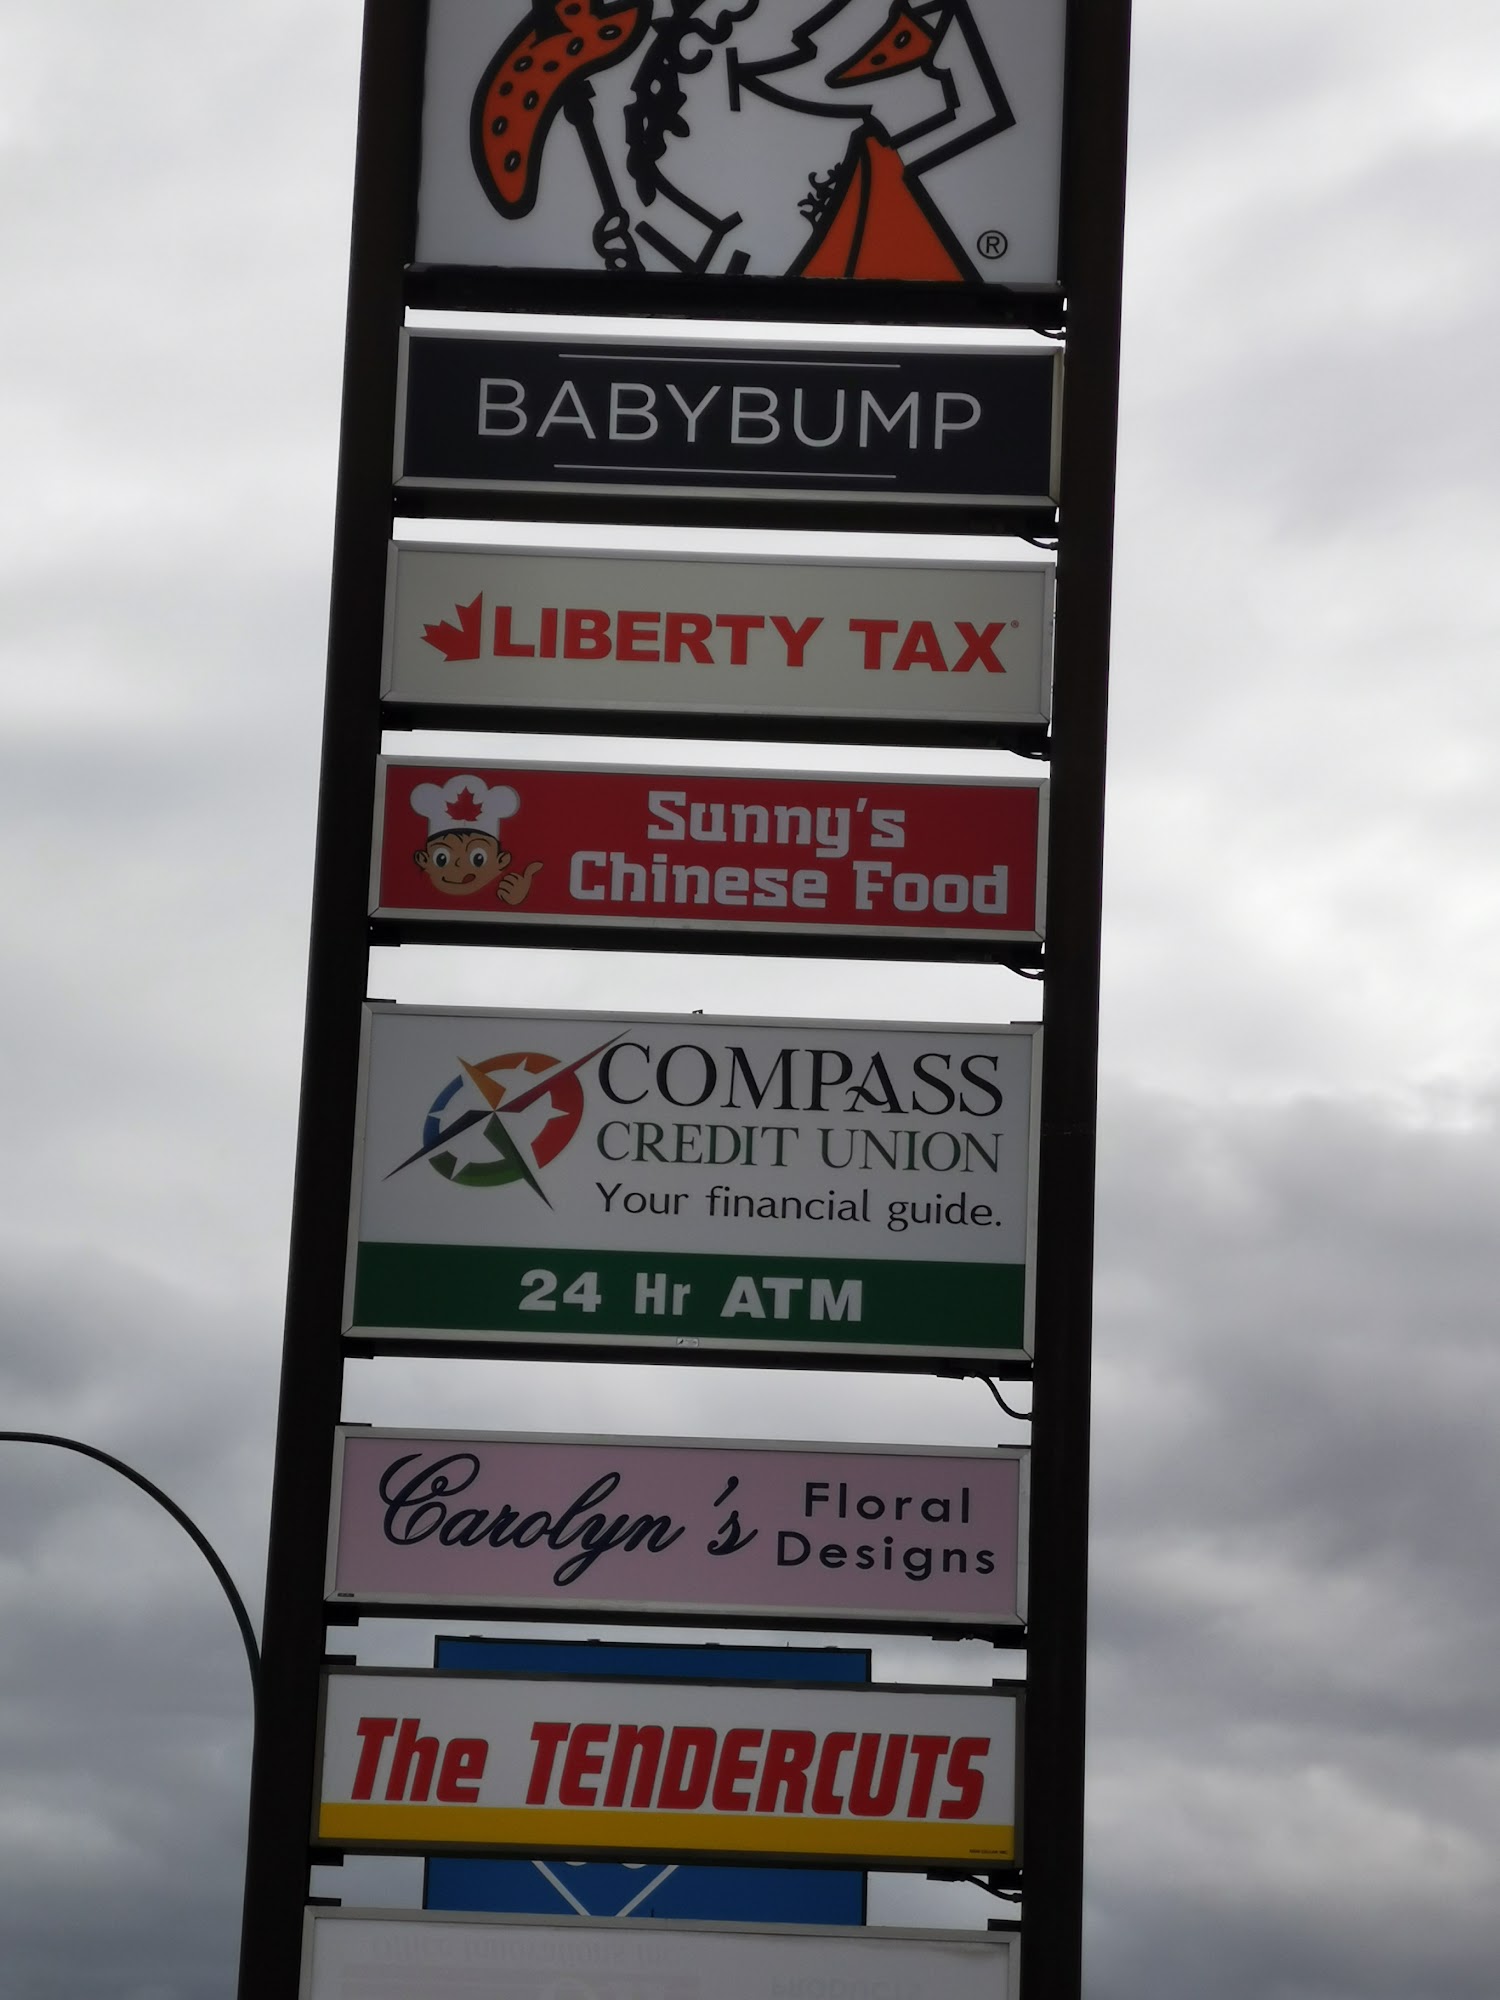 ®
BABYBUMP
LIBERTY TAX®
Sunny's
Chinese Food
COMPASS
CREDIT UNION
Your financial guide.
24 Hr ATM
Carolyn's
Floral
Designs
The TENDERCUTS